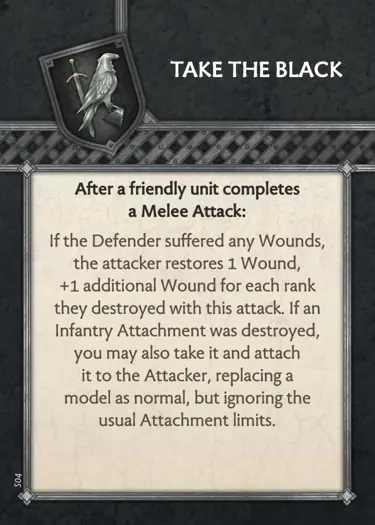 TAKE THE BLACK
After a friendly unit completes
a Melee Attack:
If the Defender suffered any Wounds,
the attacker restores 1 Wound,
+1 additional Wound for each rank
they destroyed with this attack. If an
Infantry Attachment was destroyed,
you may also take it and attach
it to the Attacker, replacing a
model as normal, but ignoring the
usual Attachment limits.
S04